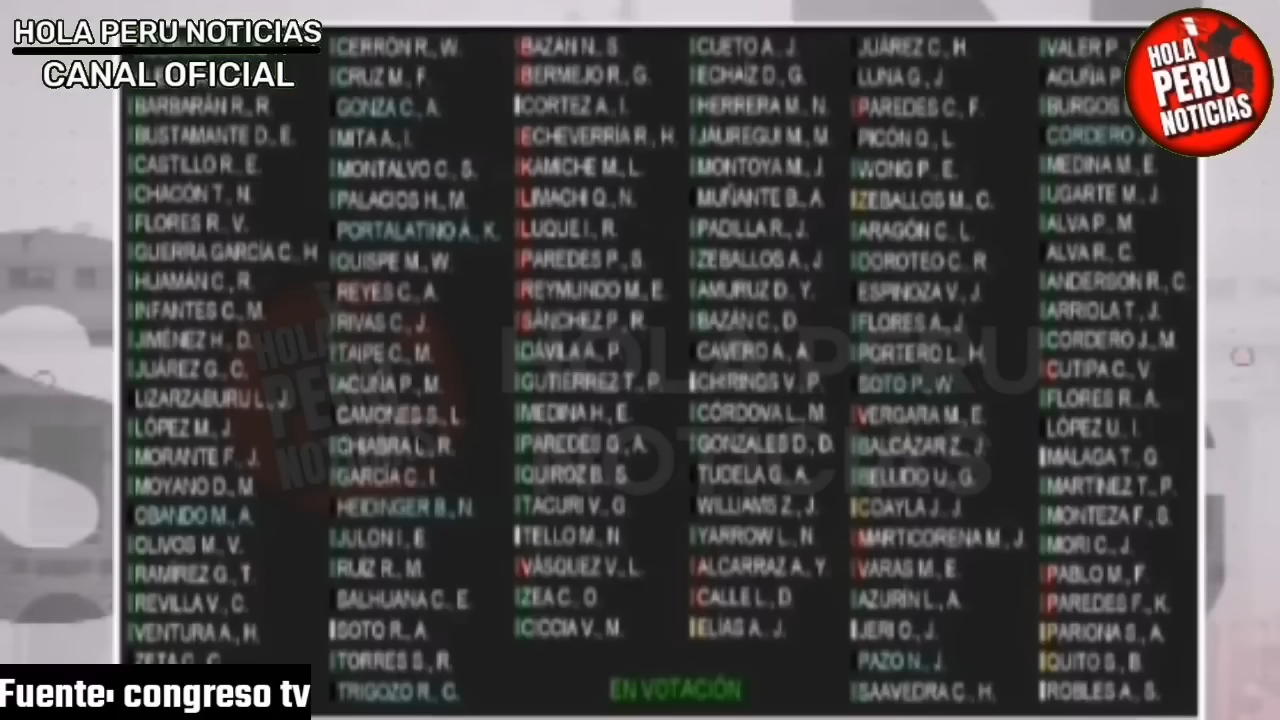 HOLA PERU NOTICIAS
CANAL OFICIAL
BARBARÁN R., R.
BUSTAMANTE D., E.
CASTILLO R., E.
CHACÓN T., N.
FLORES R., V.
GUERRA GARCÍA C., H
HUAMÁN C., R.
INFANTES C., M.
JIMÉNEZ H., D.
JUÁREZ G., C.
LIZARZABURU L., J.
LÓPEZ M., J.
MORANTE F., J.
MOYANO D., M.
OBANDO M., A.
OLIVOS M., V.
RAMÍREZ G., T.
REVILLA V., C.
VENTURA A., H.
ZETA C., C.
CERRÓN R., W.
CRUZ M., F.
GONZA C., A.
MITA A., I.
MONTALVO C., S.
PALACIOS H., M.
PORTALATINO Á., K.
QUISPE M., W.
REYES C., A.
RIVAS C., J.
TAIPE C., M.
ACUÑA P., M.
CAMONES S., L.
CHIABRA L., R.
GARCÍA C., I.
HEIDINGER B., N.
JULON I., E.
RUIZ R., M.
SALHUANA C., E.
SOTO R., A.
TORRES S., R.
TRIGOZO R., C.
BAZAN N., S.
BERMEJO R., G.
CORTEZ A., I.
ECHEVERRÍA R., H.
KAMICHE M., L.
LIMACHI Q., N.
LUQUE I., R.
PAREDES P., S.
REYMUNDO M., E.
SÁNCHEZ P., R.
DÁVILA A., P.
GUTIERREZ T., P.
MEDINA H., E.
PAREDES G., A.
QUIROZ B., S.
TACURI V., G.
TELLO M., N.
VÁSQUEZ V., L.
ZEA C., O.
CICCIA V., M.
CUETO A., J.
ECHAÍZ D., G.
HERRERA M., N.
JÁUREGUI M., M.
MONTOYA M., J.
MUÑANTE B., A.
PADILLA R., J.
ZEBALLOS A., J.
AMURUZ D., Y.
BAZÁN C., D.
CAVERO A., A.
CHIRINOS V., P.
CÓRDOVA L., M.
GONZALES D., D.
TUDELA G., A.
WILLIAMS Z., J.
YARROW L., N.
ALCARRAZ A., Y.
CALLE L., D.
ELÍAS A., J.
JUÁREZ C., H.
LUNA G., J.
PAREDES C., F.
PICÓN Q., L.
WONG P., E.
ZEBALLOS M., C.
ARAGÓN C., L.
DOROTEO C., R.
ESPINOZA V., J.
FLORES A., J.
PORTERO L., H.
SOTO P., W.
VERGARA M., E.
BALCÁZAR Z., J.
BELLIDO U., G.
COAYLA J., J.
MARTICORENA M., J.
VARAS M., E.
AZURÍN L., A.
JERI O., J.
PAZO N., J.
SAAVEDRA C., H.
VALER P
ACUÑA P
BURGOS
CORDERO J.
MEDINA M., E.
UGARTE M., J.
ALVA P., M.
ALVA R., C.
ANDERSON R., C.
ARRIOLA T., J.
CORDERO J., M.
CUTIPA C., V.
FLORES R., A.
LÓPEZ U., I.
MÁLAGA T., G.
MARTÍNEZ T., P.
MONTEZA F., S.
MORI C., J.
PABLO M., F.
PAREDES F., K.
PARIONA S., A.
QUITO S., B.
ROBLES A., S.
EN VOTACIÓN
HOLA
PERU
NOTICIAS
Fuente: congreso tv